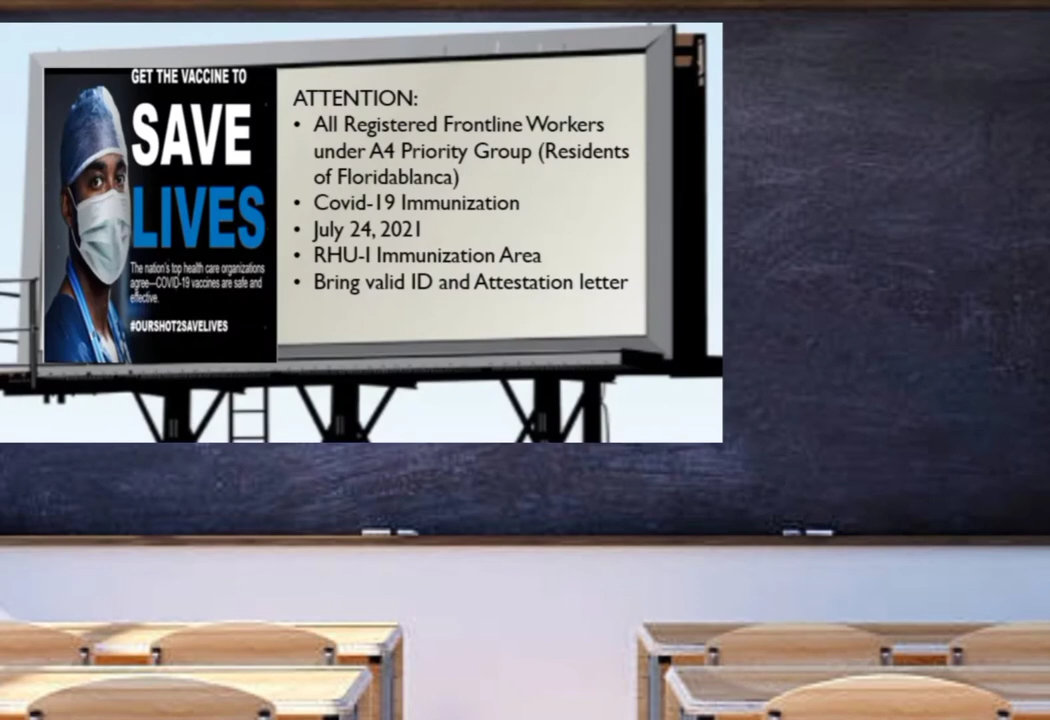 GET THE VACCINE TO
SAVE
LIVES
The nation's top health care organizations
agree—COVID-19 vaccines are safe and
effective.
#OURSHOT2SAVELIVES
ATTENTION:
• All Registered Frontline Workers
under A4 Priority Group (Residents
of Floridablanca)
• Covid-19 Immunization
• July 24, 2021
• RHU-I Immunization Area
• Bring valid ID and Attestation letter